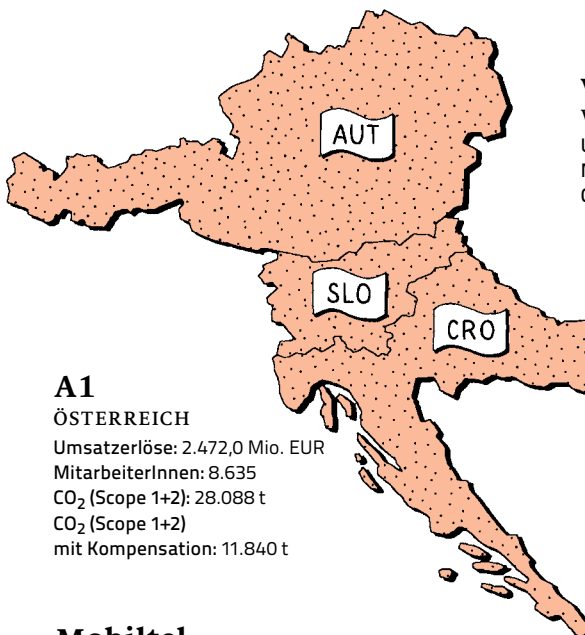 AUT
SLO
CRO
A1
ÖSTERREICH
Umsatzerlöse: 2.472,0 Mio. EUR
MitarbeiterInnen: 8.635
CO₂ (Scope 1+2): 28.088 t
CO₂ (Scope 1+2)
mit Kompensation: 11.840 t
Mobiltel